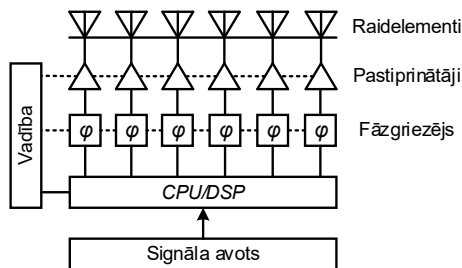 Raidelementi
Pastiprinātāji
Vadība
φ φ φ φ φ φ Fāzgriezējs
CPU/DSP
Signāla avots